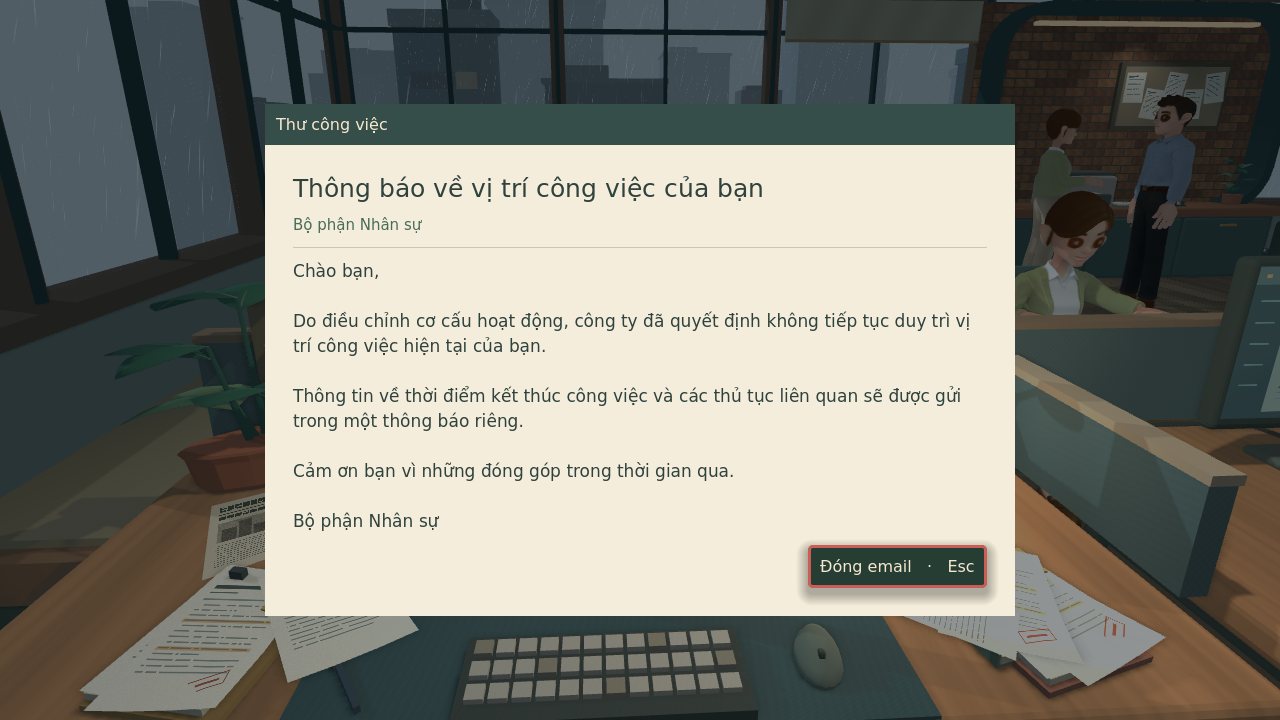 Thư công việc
Thông báo về vị trí công việc của bạn
Bộ phận Nhân sự
Chào bạn,
Do điều chỉnh cơ cấu hoạt động, công ty đã quyết định không tiếp tục duy trì vị
trí công việc hiện tại của bạn.
Thông tin về thời điểm kết thúc công việc và các thủ tục liên quan sẽ được gửi
trong một thông báo riêng.
Cảm ơn bạn vì những đóng góp trong thời gian qua.
Bộ phận Nhân sự
Đóng email · Esc